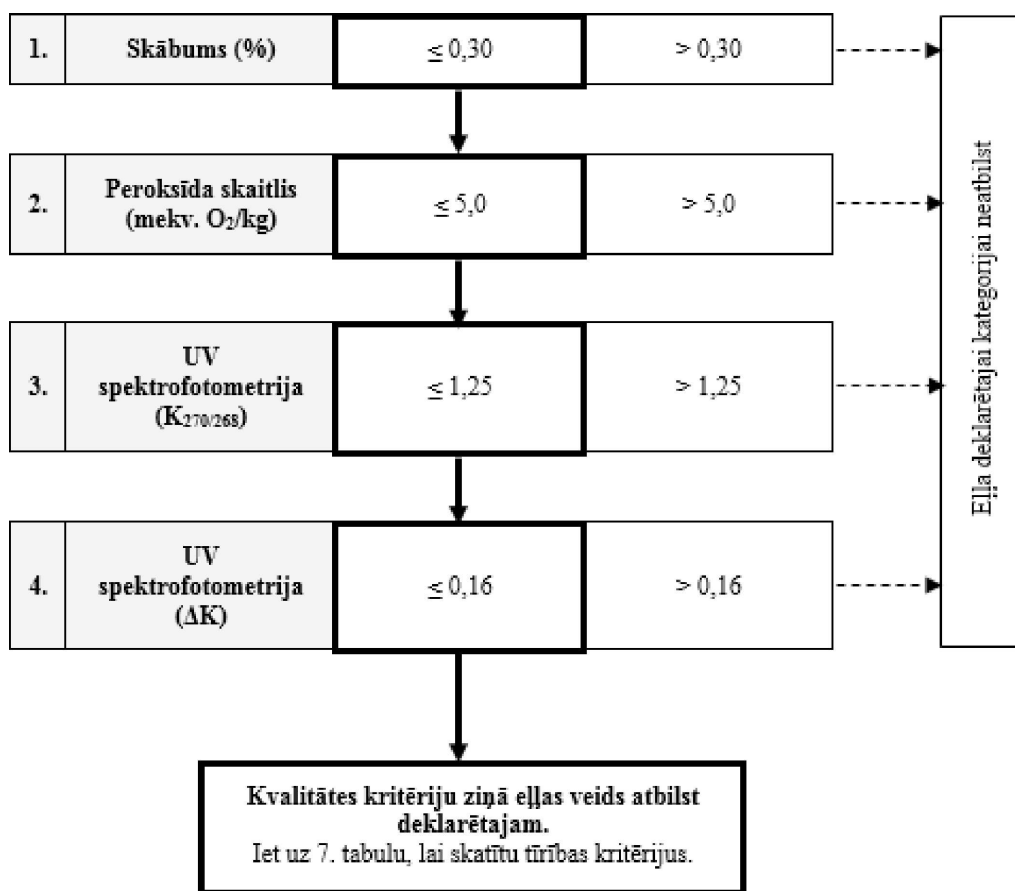 1. Skābums (%) ≤ 0,30 > 0,30
2. Peroksīda skaitlis
(mekv. O₂/kg) ≤ 5,0 > 5,0
3. UV
spektrofotometrija
(K₂₇₀/₂₆₈) ≤ 1,25 > 1,25
4. UV
spektrofotometrija
(ΔK) ≤ 0,16 > 0,16
Eļļa deklarētajai kategorijai neatbilst
Kvalitātes kritēriju ziņā eļļas veids atbilst
deklarētajam.
Iet uz 7. tabulu, lai skatītu tīrības kritērijus.